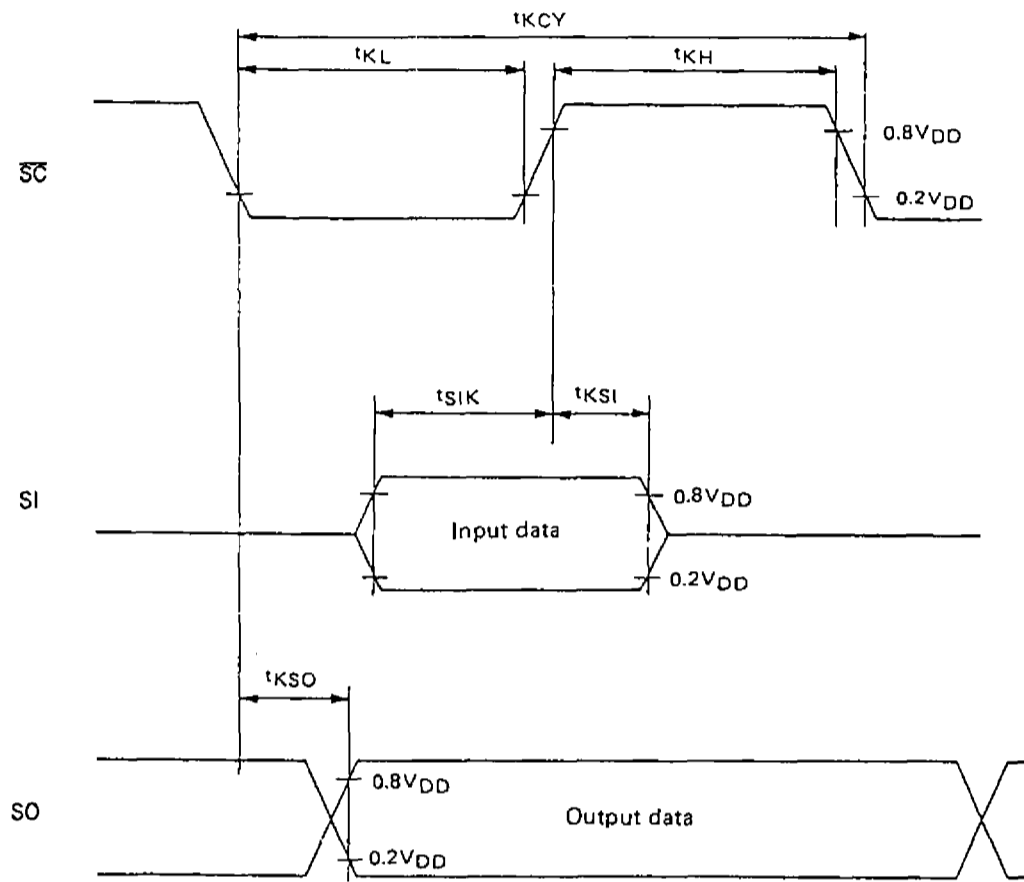 tKCY
tKL
tKH
0.8VDD
SC
0.2VDD
tSIK
tKSI
SI
0.8VDD
Input data
0.2VDD
tKSO
0.8VDD
SO
Output data
0.2VDD